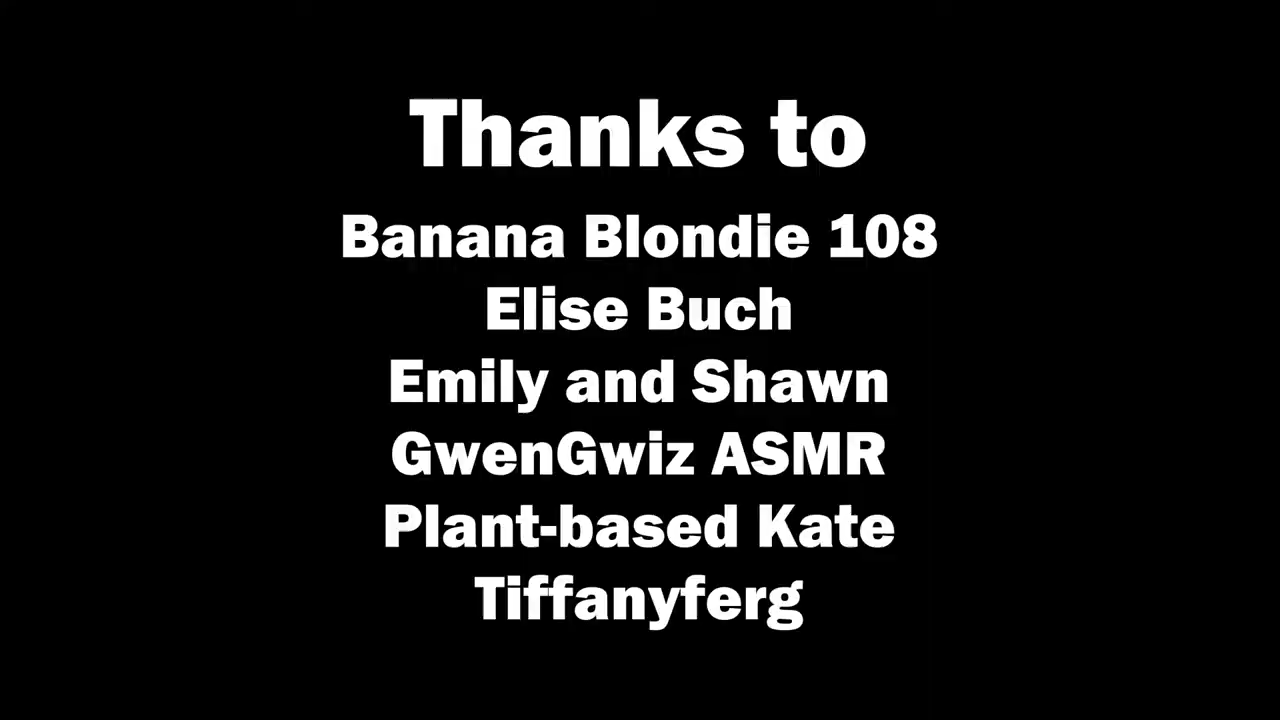 Thanks to
Banana Blondie 108
Elise Buch
Emily and Shawn
GwenGwiz ASMR
Plant-based Kate
Tiffanyferg